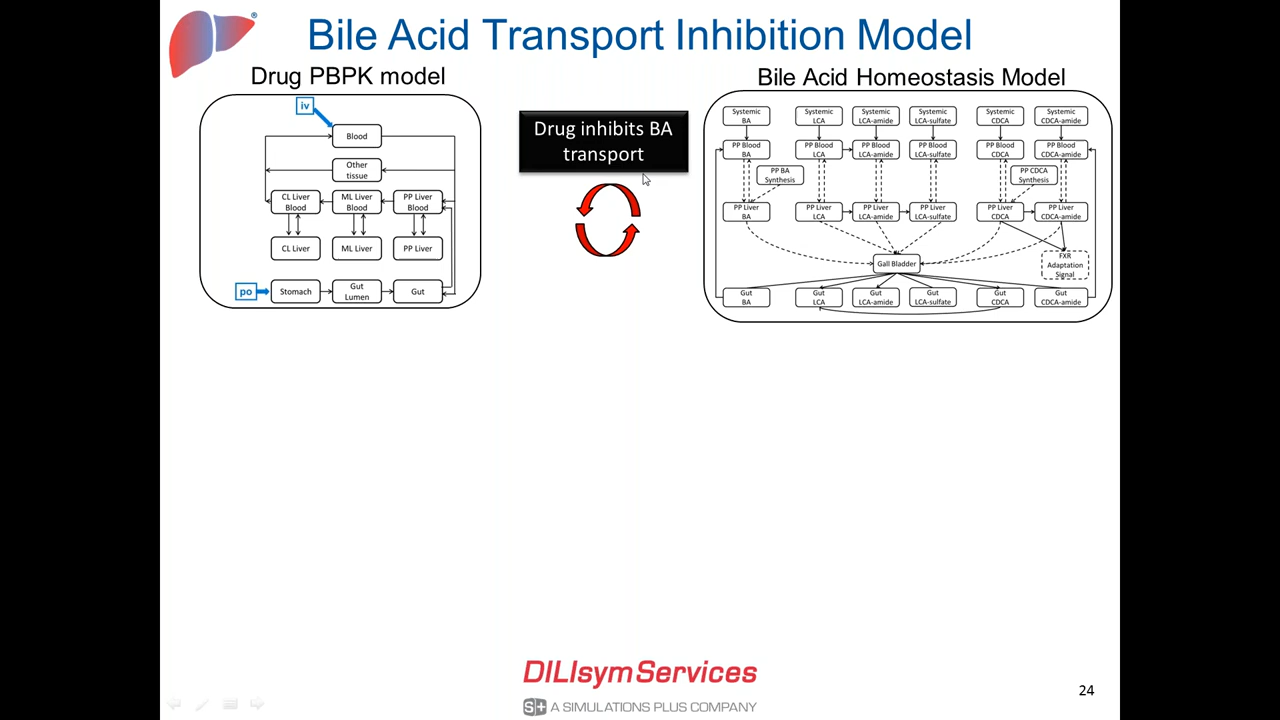 Bile Acid Transport Inhibition Model
Drug PBPK model
iv
Blood
Other
tissue
CL Liver
Blood
ML Liver
Blood
PP Liver
Blood
CL Liver
ML Liver
PP Liver
po
Stomach
Gut
Lumen
Gut
Drug inhibits BA
transport
Bile Acid Homeostasis Model
Systemic
BA
Systemic
LCA
Systemic
LCA-amide
Systemic
LCA-sulfate
Systemic
CDCA
Systemic
CDCA-amide
PP Blood
BA
PP Blood
LCA
PP Blood
LCA-amide
PP Blood
LCA-sulfate
PP Blood
CDCA
PP Blood
CDCA-amide
PP BA
Synthesis
PP CDCA
Synthesis
PP Liver
BA
PP Liver
LCA
PP Liver
LCA-amide
PP Liver
LCA-sulfate
PP Liver
CDCA
PP Liver
CDCA-amide
Gall Bladder
FXR
Adaptation
Signal
Gut
BA
Gut
LCA
Gut
LCA-amide
Gut
LCA-sulfate
Gut
CDCA
Gut
CDCA-amide
DILIsymServices
S+ A SIMULATIONS PLUS COMPANY
24